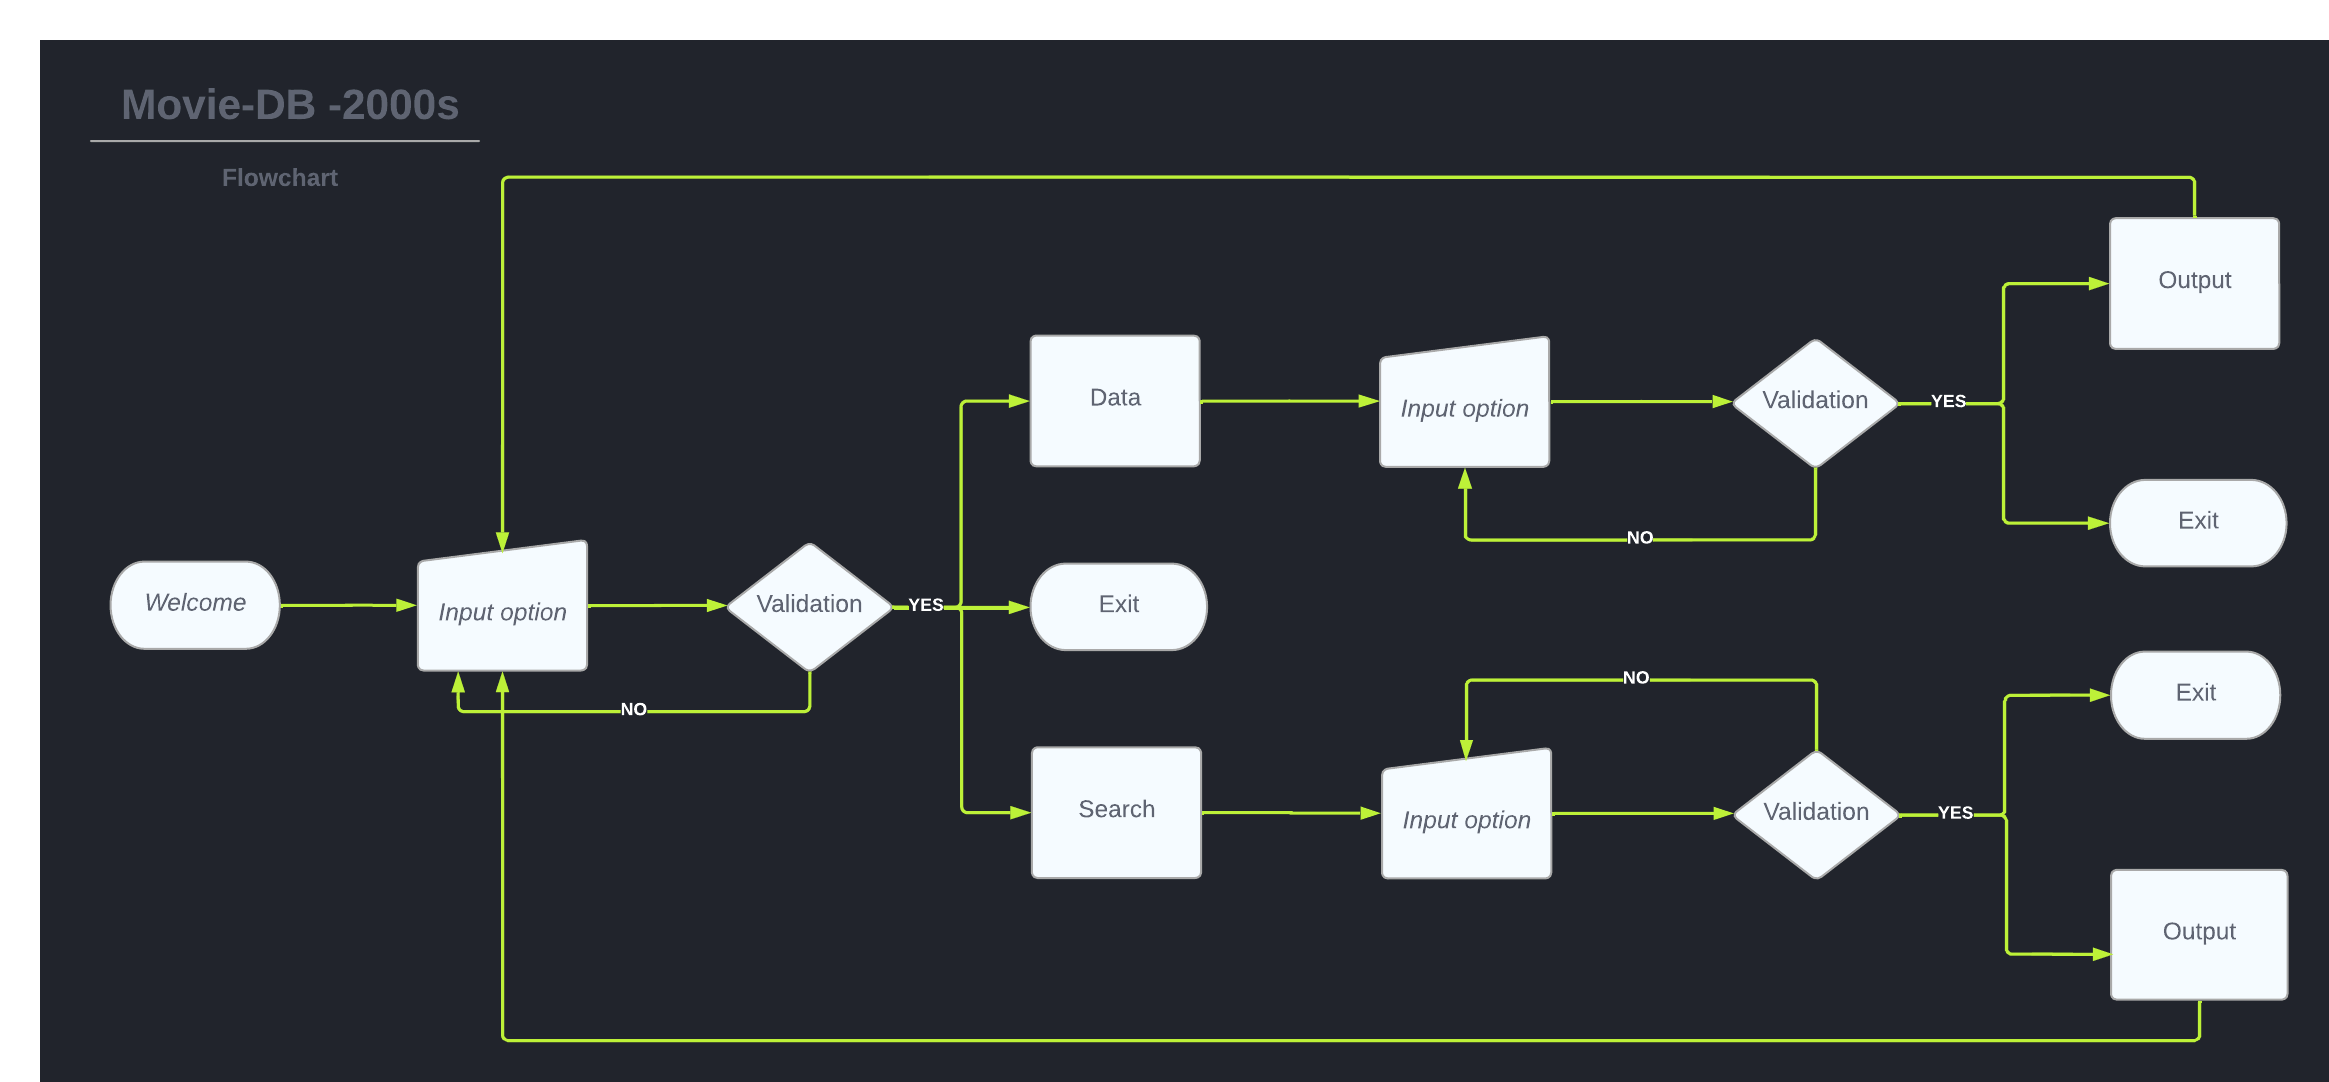 Movie-DB -2000s
Flowchart
Welcome
Input option
Validation
YES
NO
Data
Input option
Validation
YES
NO
Output
Exit
Exit
Search
Input option
Validation
NO
YES
Exit
Output